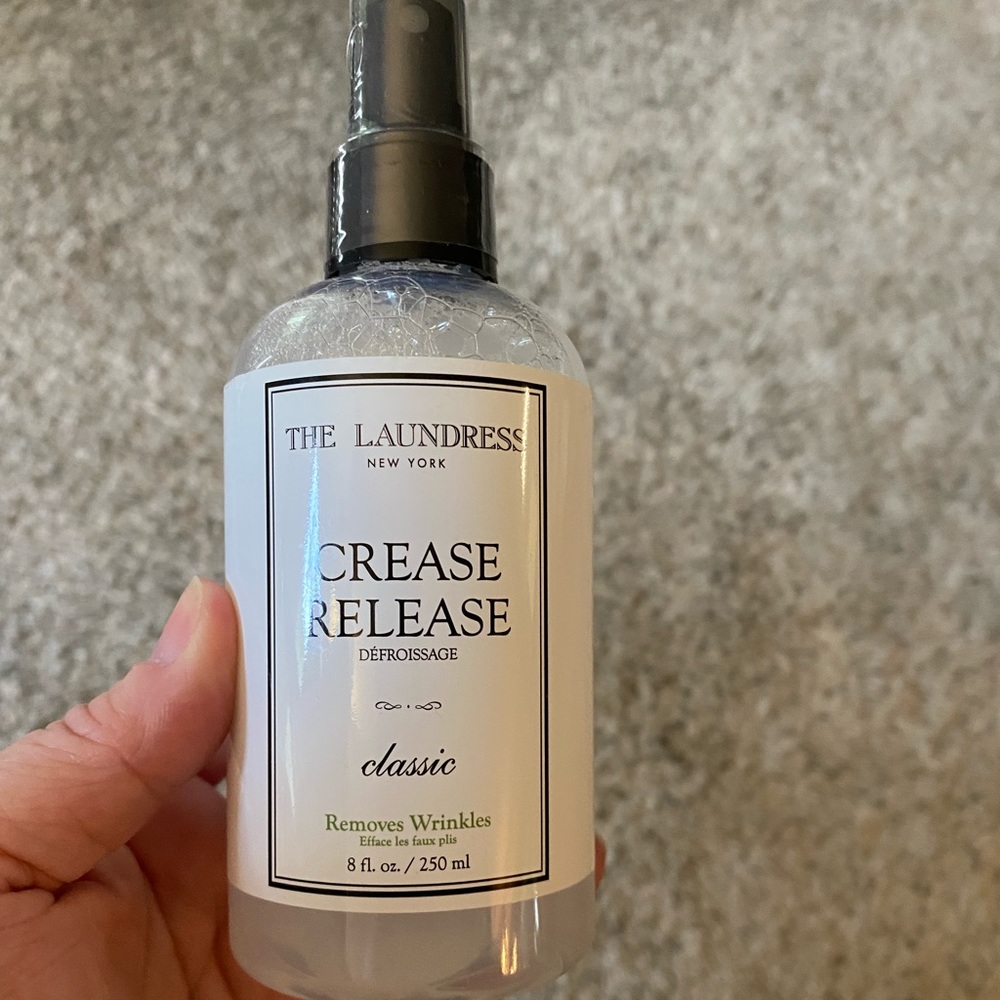 THE LAUNDRESS
NEW YORK
CREASE
RELEASE
DÉFROISSAGE
classic
Removes Wrinkles
Efface les faux plis
8 fl. oz. / 250 ml